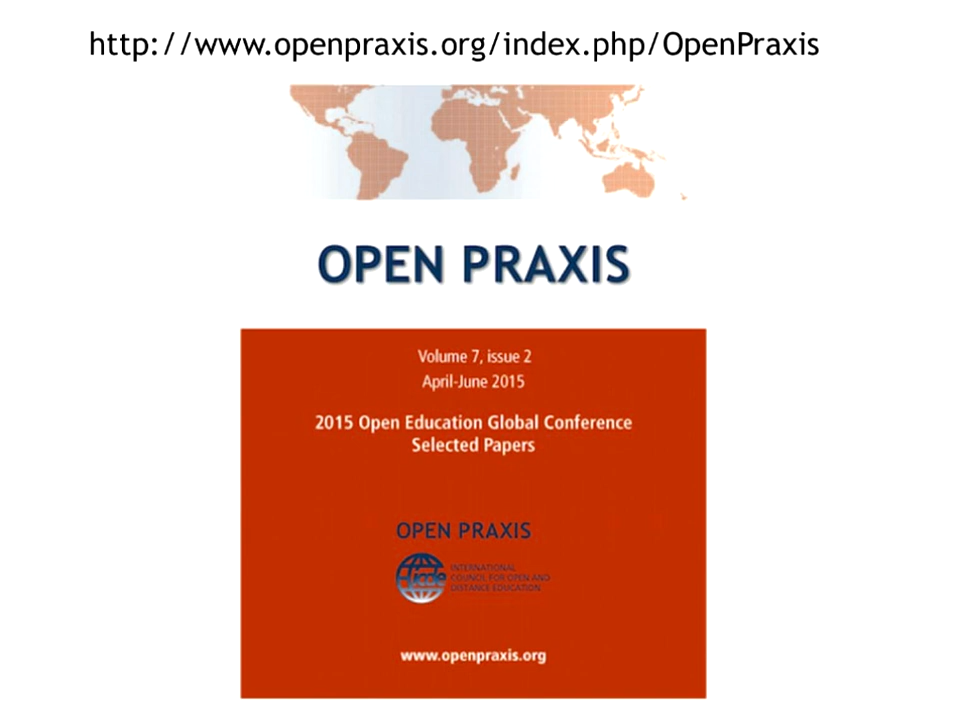 http://www.openpraxis.org/index.php/OpenPraxis
OPEN PRAXIS
Volume 7, issue 2
April-June 2015
2015 Open Education Global Conference
Selected Papers
OPEN PRAXIS
icde
INTERNATIONAL
COUNCIL FOR OPEN AND
DISTANCE EDUCATION
www.openpraxis.org